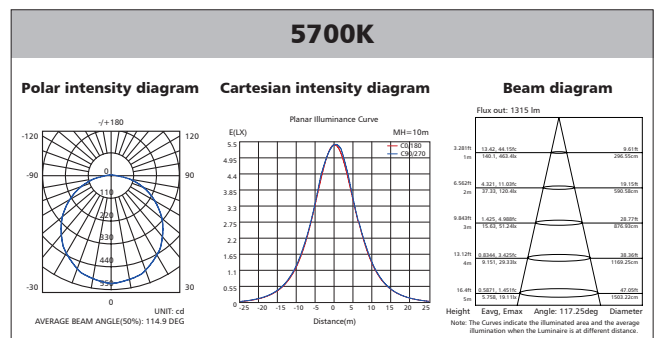 5700K
Polar intensity diagram
Cartesian intensity diagram
Beam diagram
-/+180
-120
120
-90
90
-30
30
0
0
110
220
330
440
550
UNIT: cd
AVERAGE BEAM ANGLE(50%): 114.9 DEG
Planar Illuminance Curve
E(LX)
MH=10m
C0/180
C90/270
5.5
4.95
4.4
3.85
3.3
2.75
2.2
1.65
1.1
0.55
0
-25 -20 -15 -10 -5 0 5 10 15 20 25
Distance(m)
Flux out: 1315 lm
3.281ft 13.42, 44.15fc 9.61ft
1m 140.1, 463.4lx 296.55cm
6.562ft 4.321, 11.03fc 19.15ft
2m 37.33, 120.4lx 590.58cm
9.843ft 1.425, 4.988fc 28.77ft
3m 15.63, 51.24lx 876.93cm
13.12ft 0.8344, 3.425fc 38.36ft
4m 9.151, 29.33lx 1169.25cm
16.4ft 0.5871, 1.451fc 47.05ft
5m 5.758, 19.11lx 1503.22cm
Height Eavg, Emax Angle: 117.25deg Diameter
Note: The Curves indicate the illuminated area and the average
illumination when the Luminaire is at different distance.